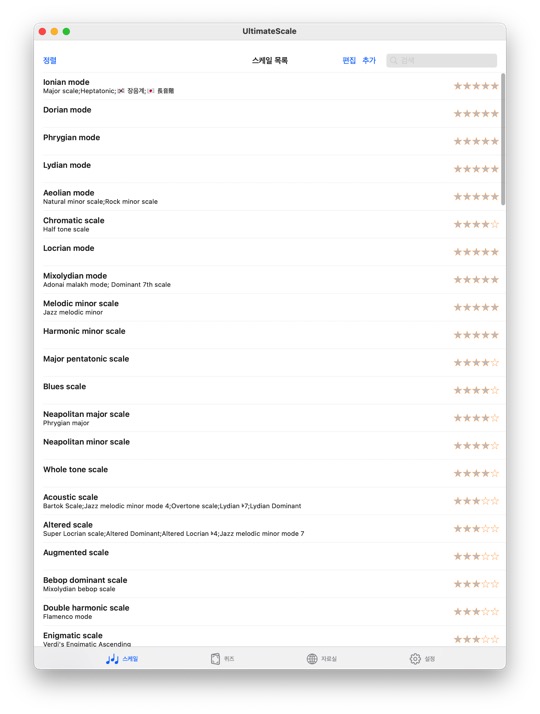 UltimateScale
정렬 스케일 목록 편집 추가 검색
Ionian mode
Major scale;Heptatonic;🇰🇷 장음계;🇯🇵 長音階
Dorian mode
Phrygian mode
Lydian mode
Aeolian mode
Natural minor scale;Rock minor scale
Chromatic scale
Half tone scale
Locrian mode
Mixolydian mode
Adonai malakh mode; Dominant 7th scale
Melodic minor scale
Jazz melodic minor
Harmonic minor scale
Major pentatonic scale
Blues scale
Neapolitan major scale
Phrygian major
Neapolitan minor scale
Whole tone scale
Acoustic scale
Bartok Scale;Jazz melodic minor mode 4;Overtone scale;Lydian ♭7;Lydian Dominant
Altered scale
Super Locrian scale;Altered Dominant;Altered Locrian ♭4;Jazz melodic minor mode 7
Augmented scale
Bebop dominant scale
Mixolydian bebop scale
Double harmonic scale
Flamenco mode
Enigmatic scale
Verdi's Enigmatic Ascending
스케일 퀴즈 자료실 설정